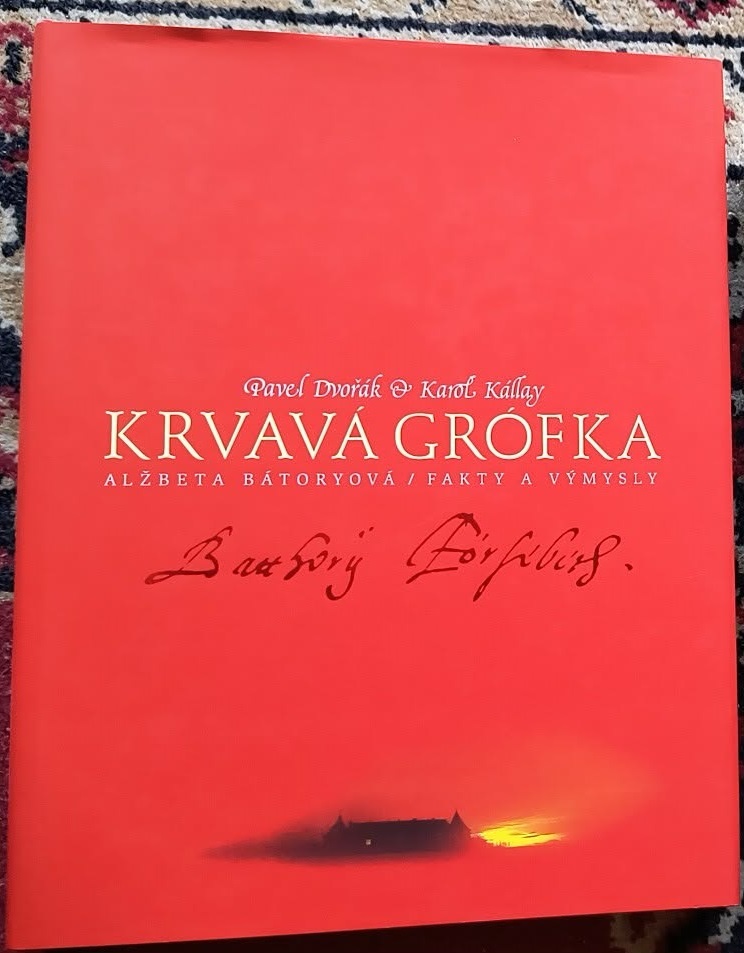 Pavel Dvořák & Karol Kállay
KRVAVÁ GRÓFKA
ALŽBETA BÁTORYOVÁ / FAKTY A VÝMYSLY